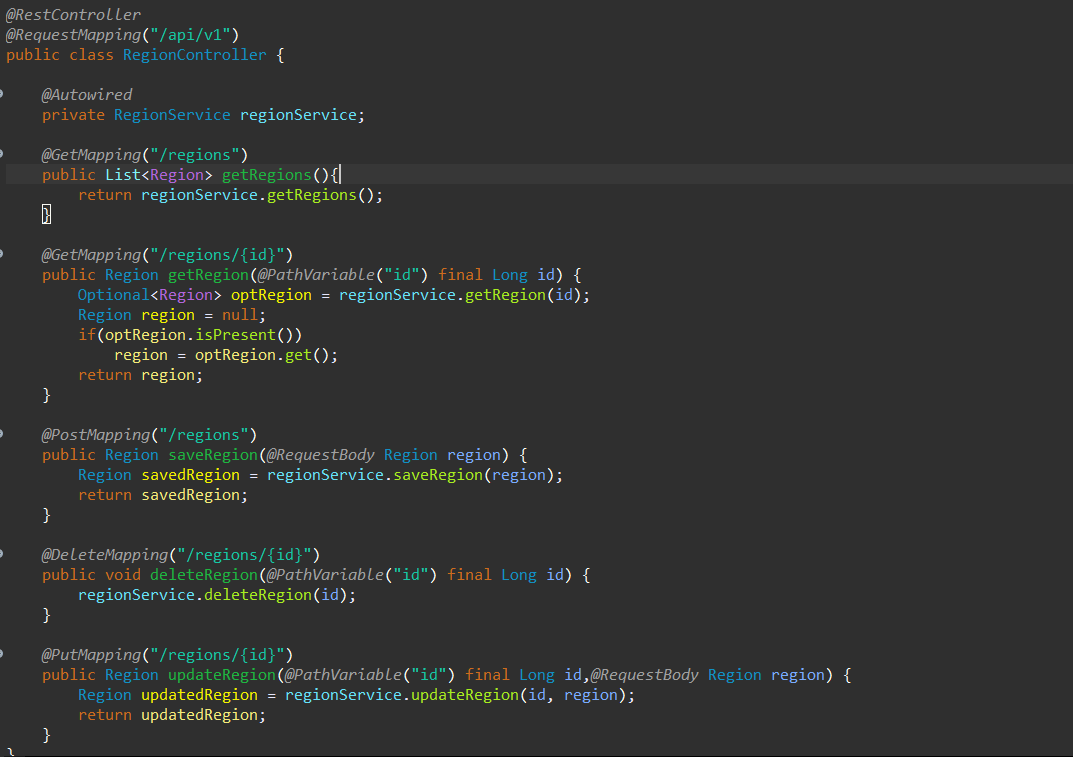 @RestController
@RequestMapping("/api/v1")
public class RegionController {
@Autowired
private RegionService regionService;
@GetMapping("/regions")
public List<Region> getRegions(){
return regionService.getRegions();
}
@GetMapping("/regions/{id}")
public Region getRegion(@PathVariable("id") final Long id) {
Optional<Region> optRegion = regionService.getRegion(id);
Region region = null;
if(optRegion.isPresent())
region = optRegion.get();
return region;
}
@PostMapping("/regions")
public Region saveRegion(@RequestBody Region region) {
Region savedRegion = regionService.saveRegion(region);
return savedRegion;
}
@DeleteMapping("/regions/{id}")
public void deleteRegion(@PathVariable("id") final Long id) {
regionService.deleteRegion(id);
}
@PutMapping("/regions/{id}")
public Region updateRegion(@PathVariable("id") final Long id,@RequestBody Region region) {
Region updatedRegion = regionService.updateRegion(id, region);
return updatedRegion;
}
}